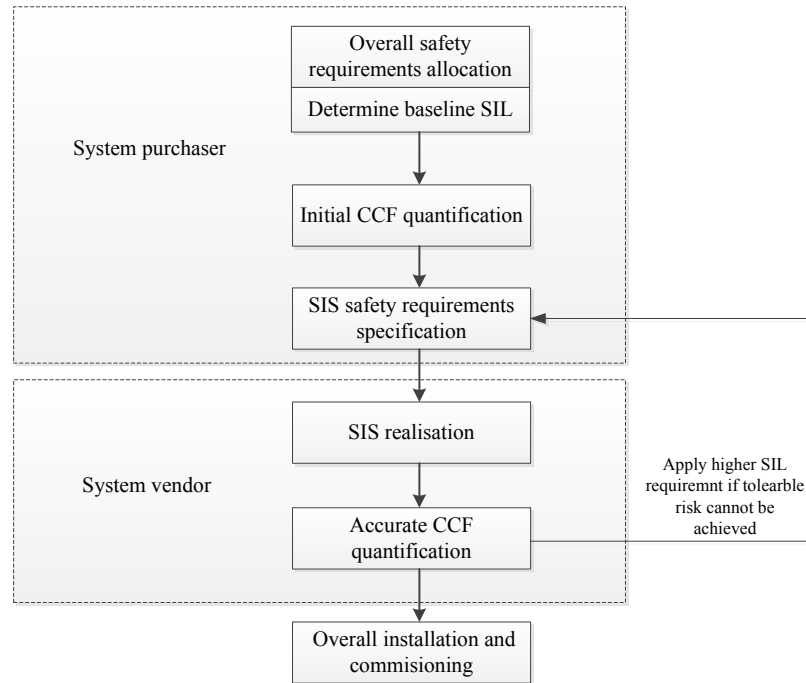 Overall safety
requirements allocation
Determine baseline SIL
System purchaser
Initial CCF quantification
SIS safety requirements
specification
SIS realisation
System vendor
Apply higher SIL
requiremnt if tolearble
risk cannot be
achieved
Accurate CCF
quantification
Overall installation and
commisioning